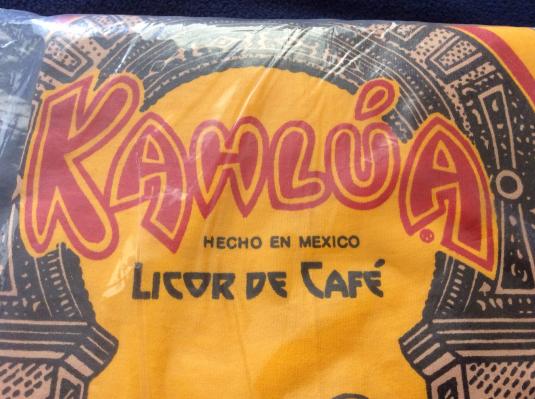 KAHLÚA®
HECHO EN MEXICO
LICOR DE CAFÉ